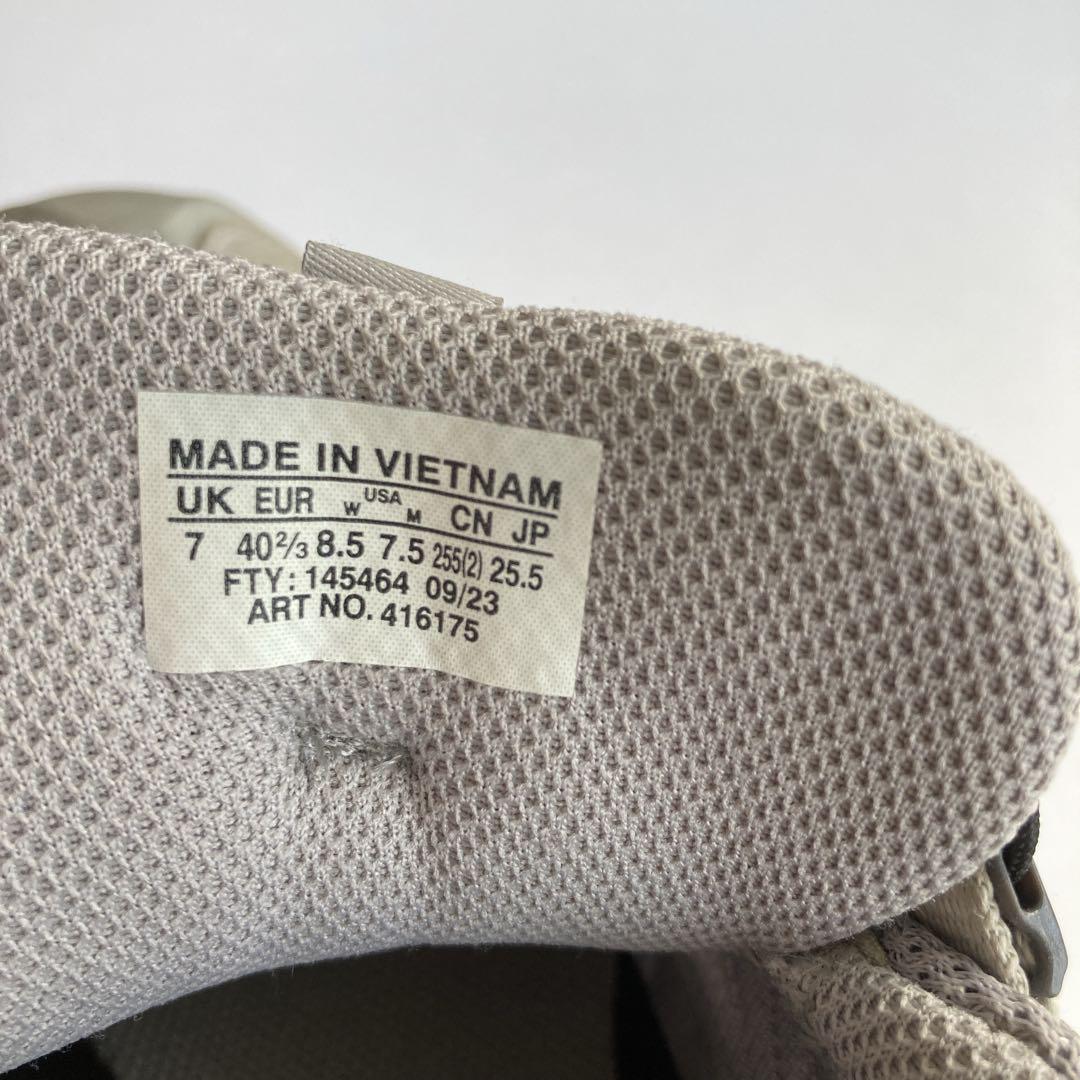 MADE IN VIETNAM
UK EUR W USA M CN JP
7 40⅔ 8.5 7.5 255(2) 25.5
FTY: 145464 09/23
ART NO. 416175